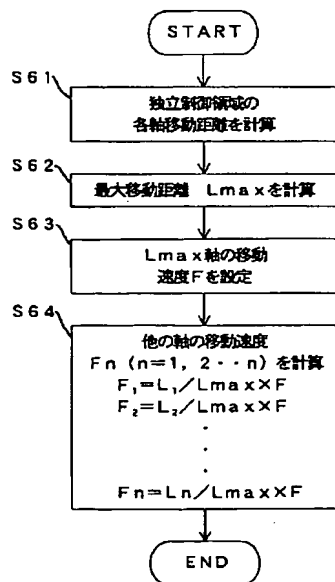 START
S61
独立制御領域の
各軸移動距離を計算
S62
最大移動距離 Lmaxを計算
S63
Lmax軸の移動
速度Fを設定
S64
他の軸の移動速度
Fn (n=1, 2・・n) を計算
F₁=L₁/Lmax×F
F₂=L₂/Lmax×F
・
・
・
Fn=Ln/Lmax×F
END